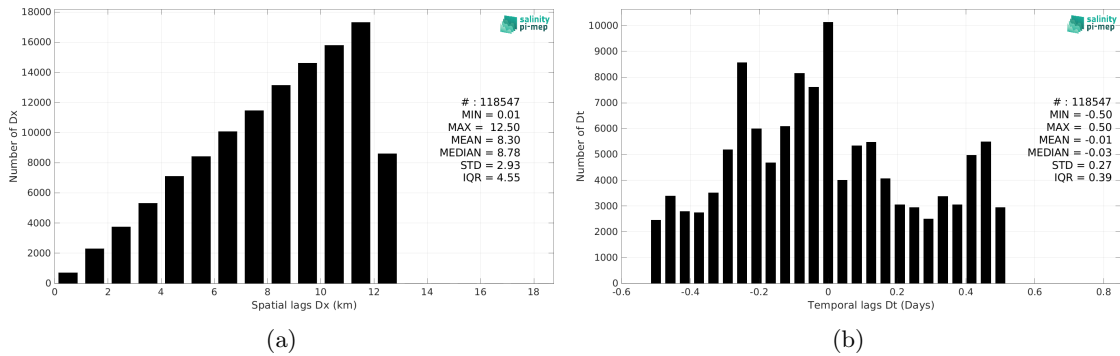 18000
16000
14000
12000
10000
8000
6000
4000
2000
0
Number of Dx
0 2 4 6 8 10 12 14 16 18
Spatial lags Dx (km)
salinity
pi-mep
# : 118547
MIN = 0.01
MAX = 12.50
MEAN = 8.30
MEDIAN = 8.78
STD = 2.93
IQR = 4.55
(a)
10000
9000
8000
7000
6000
5000
4000
3000
2000
1000
0
Number of Dt
-0.6 -0.4 -0.2 0 0.2 0.4 0.6 0.8
Temporal lags Dt (Days)
salinity
pi-mep
# : 118547
MIN = -0.50
MAX = 0.50
MEAN = -0.01
MEDIAN = -0.03
STD = 0.27
IQR = 0.39
(b)